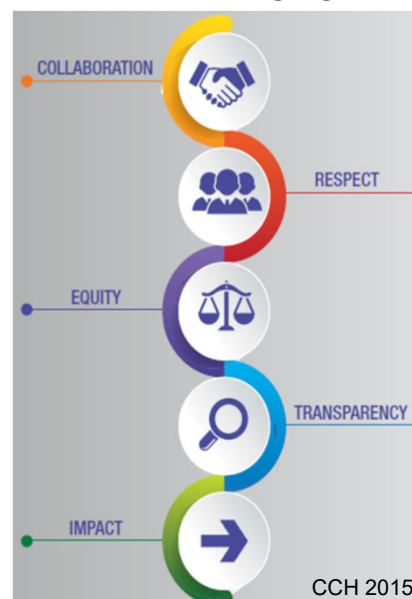 COLLABORATION
RESPECT
EQUITY
TRANSPARENCY
IMPACT
CCH 2015